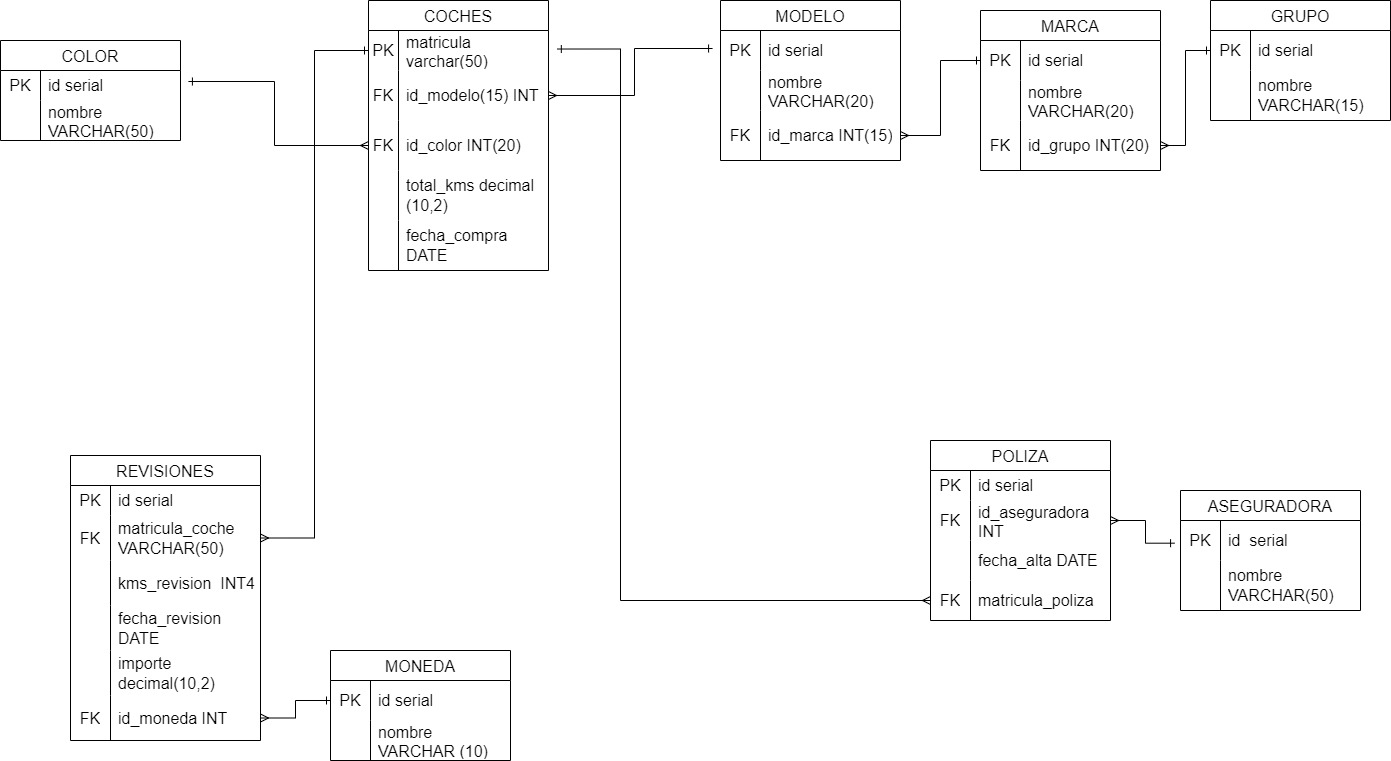 COLOR
PK id serial
nombre
VARCHAR(50)
COCHES
PK matricula
varchar(50)
FK id_modelo(15) INT
FK id_color INT(20)
total_kms decimal
(10,2)
fecha_compra
DATE
MODELO
PK id serial
nombre
VARCHAR(20)
FK id_marca INT(15)
MARCA
PK id serial
nombre
VARCHAR(20)
FK id_grupo INT(20)
GRUPO
PK id serial
nombre
VARCHAR(15)
REVISIONES
PK id serial
FK matricula_coche
VARCHAR(50)
kms_revision INT4
fecha_revision
DATE
importe
decimal(10,2)
FK id_moneda INT
MONEDA
PK id serial
nombre
VARCHAR (10)
POLIZA
PK id serial
FK id_aseguradora
INT
fecha_alta DATE
FK matricula_poliza
ASEGURADORA
PK id serial
nombre
VARCHAR(50)